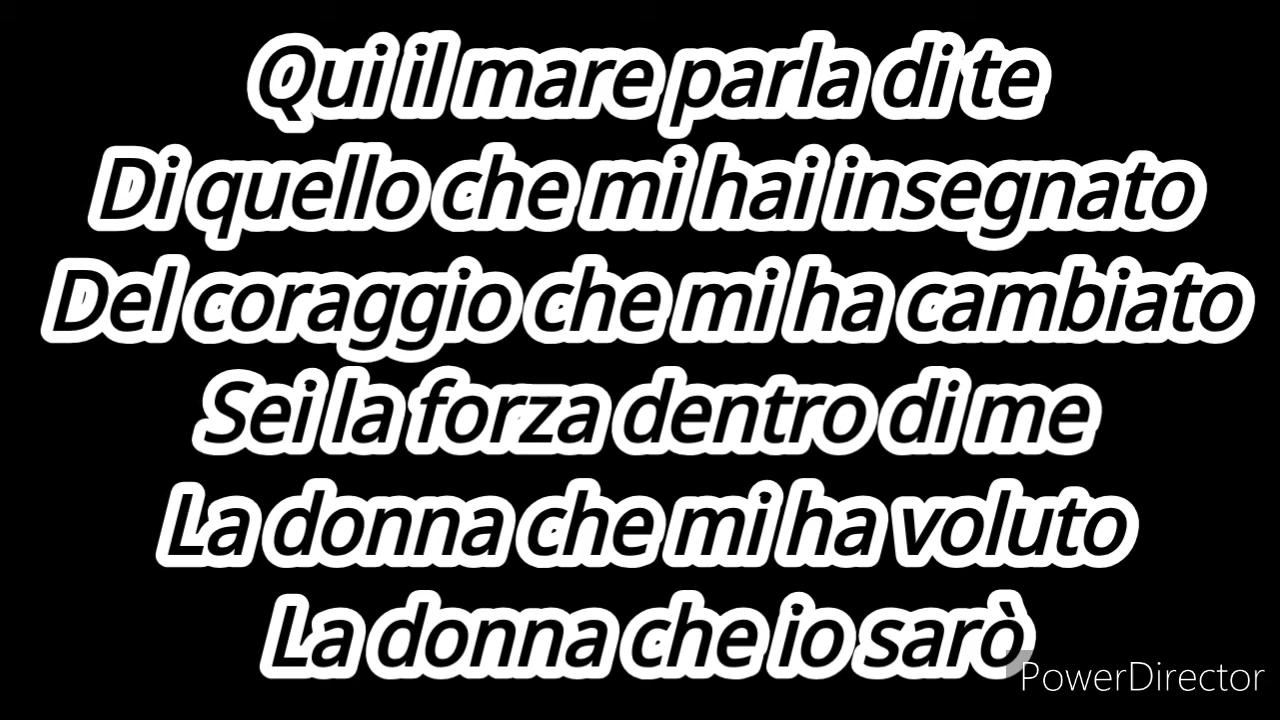 Qui il mare parla di te
Di quello che mi hai insegnato
Del coraggio che mi ha cambiato
Sei la forza dentro di me
La donna che mi ha voluto
La donna che io sarò
PowerDirector